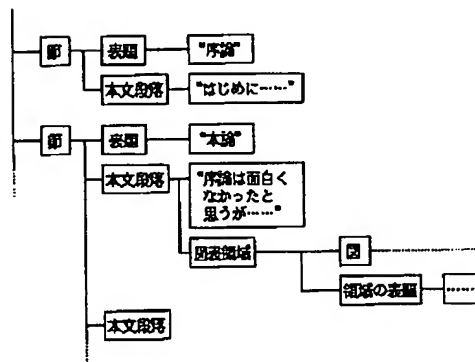 節
表題
"序論"
本文段落
"はじめに……"
節
表題
"本論"
本文段落
"序論は面白く
なかったと
思うが……"
図表領域
図
領域の表題
……
本文段落